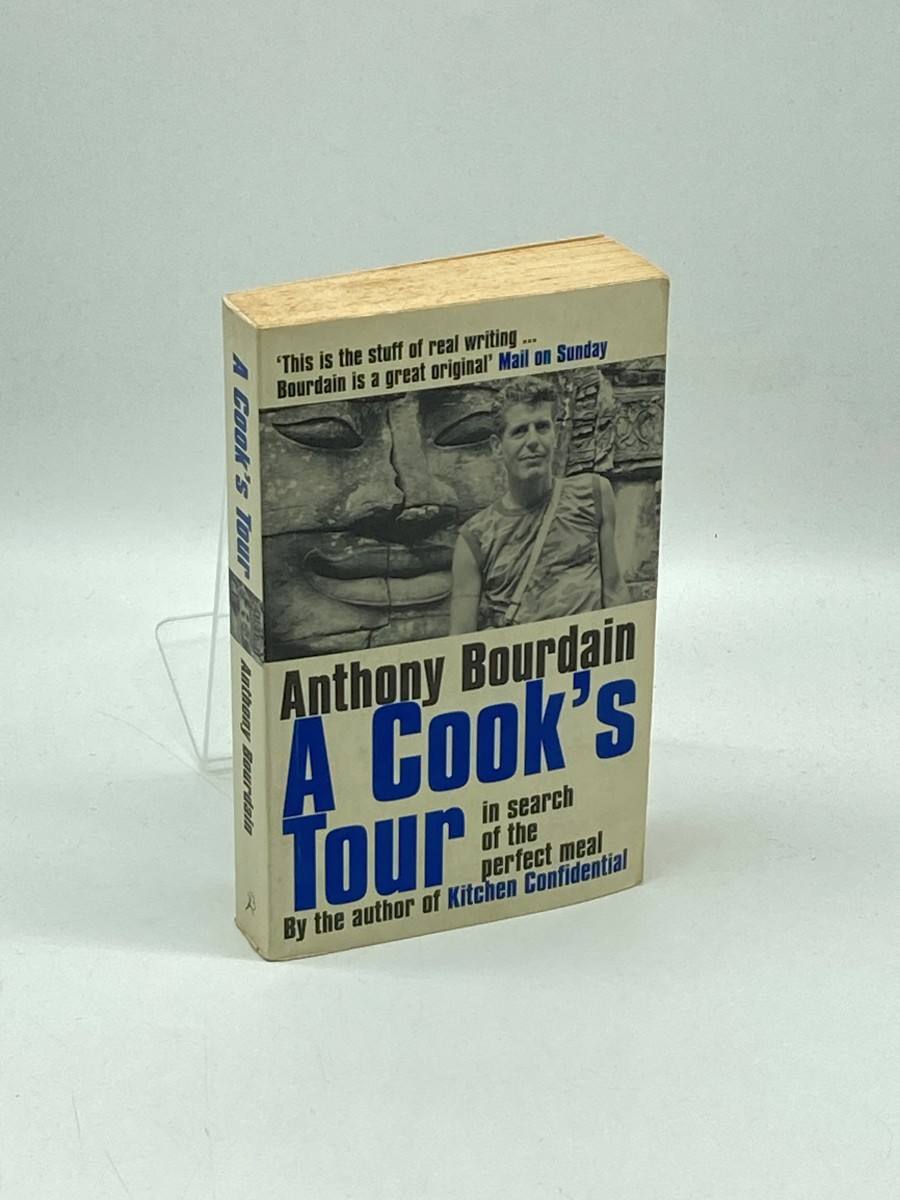 'This is the stuff of real writing ...
Bourdain is a great original' Mail on Sunday
Anthony Bourdain
A Cook's
Tour
in search
of the
perfect meal
By the author of Kitchen Confidential
A Cook's Tour
Anthony Bourdain